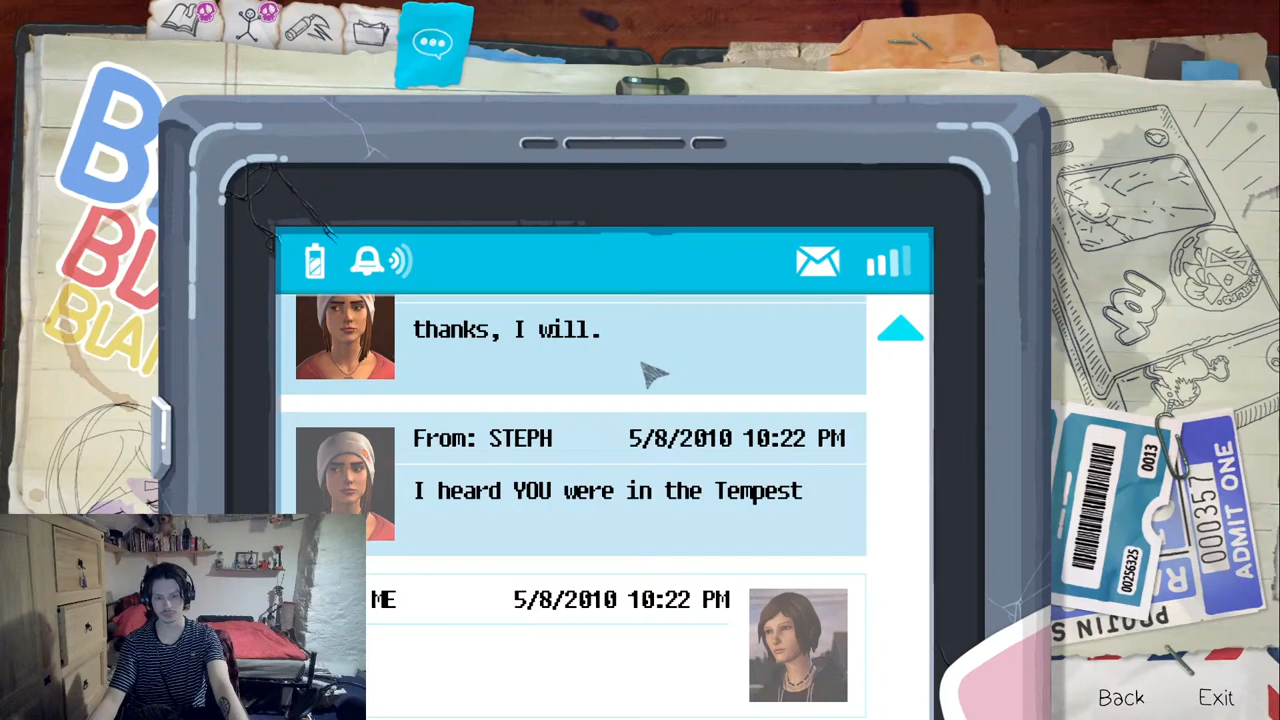 thanks, I will.
From: STEPH 5/8/2010 10:22 PM
I heard YOU were in the Tempest
ME 5/8/2010 10:22 PM
0013
00256325
000357
ADMIT ONE
Back
Exit